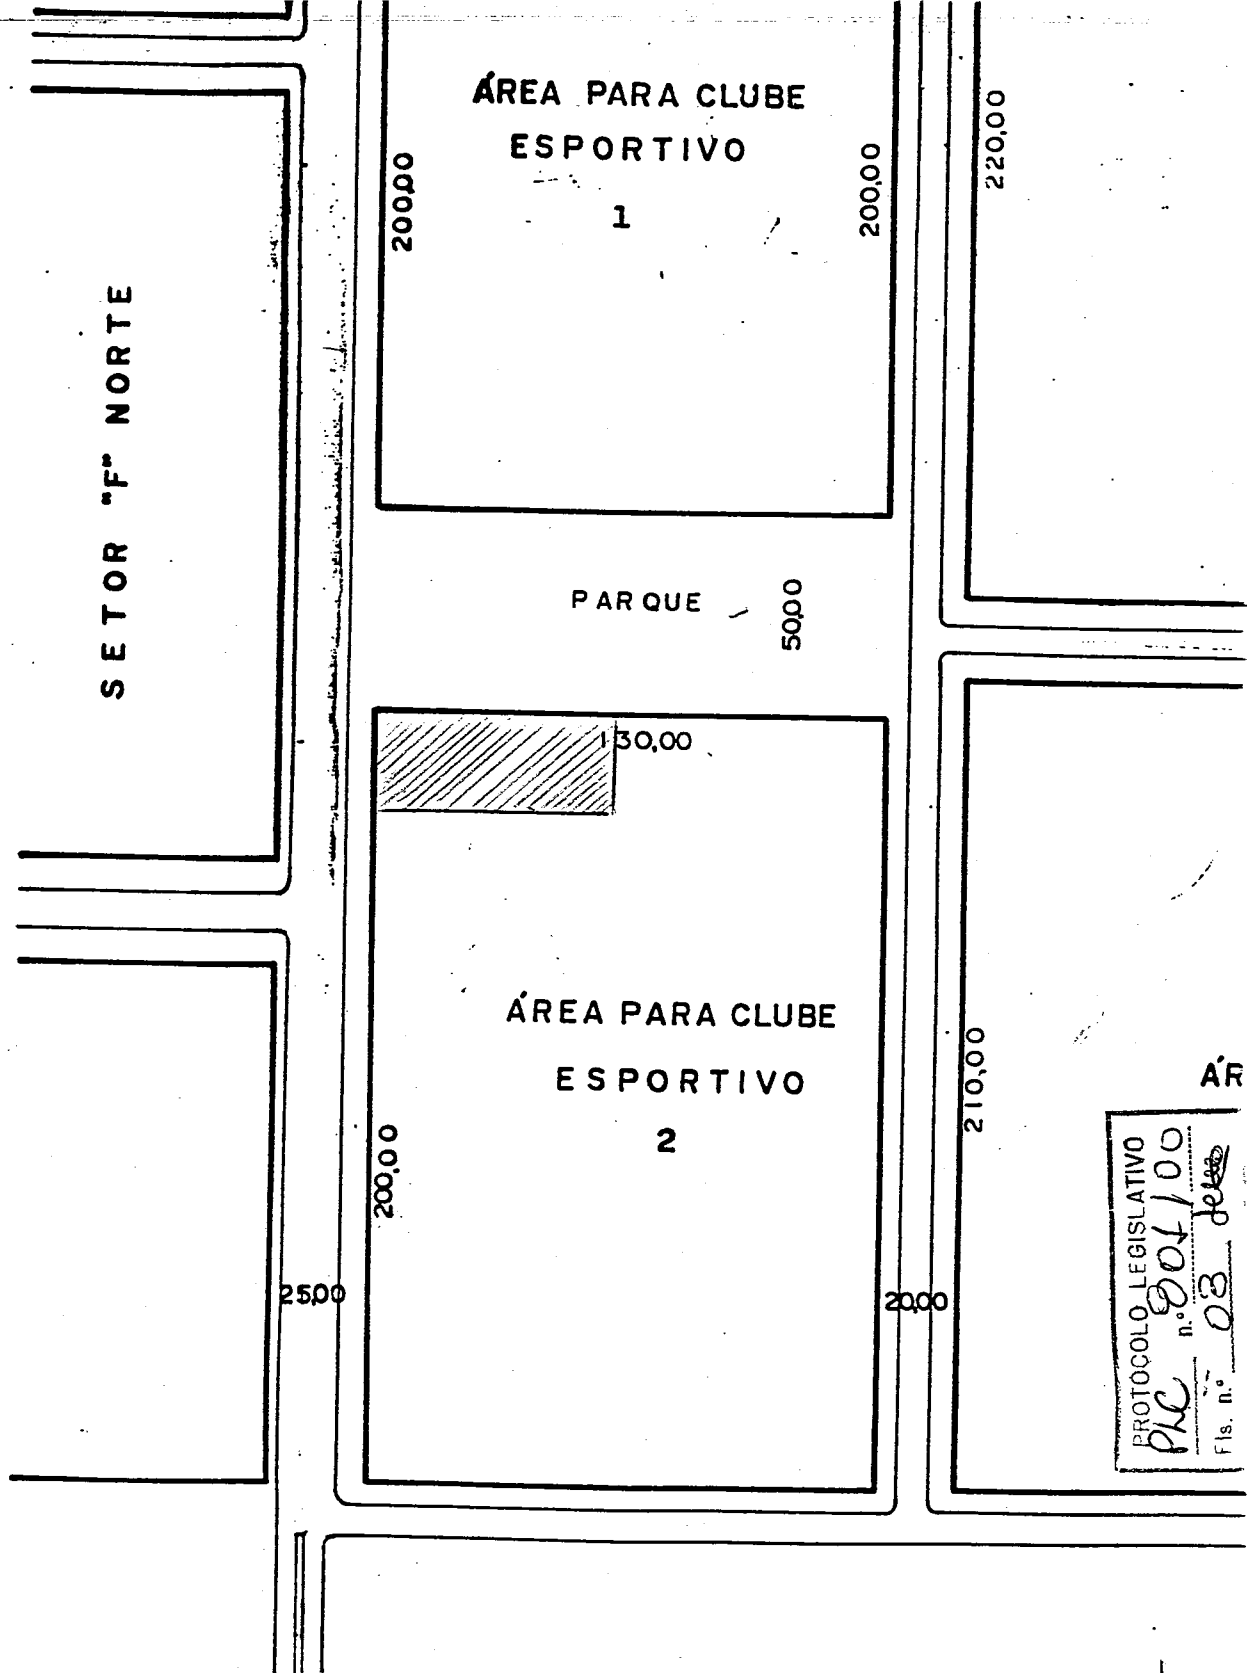 ÁREA PARA CLUBE
ESPORTIVO
1
200,00
200,00
220,00
SETOR "F" NORTE
PARQUE
50,00
130,00
ÁREA PARA CLUBE
ESPORTIVO
2
200,00
210,00
25,00
20,00
ÁR
PROTOCOLO LEGISLATIVO
PLC n.º 801/00
Fls. n.º 03